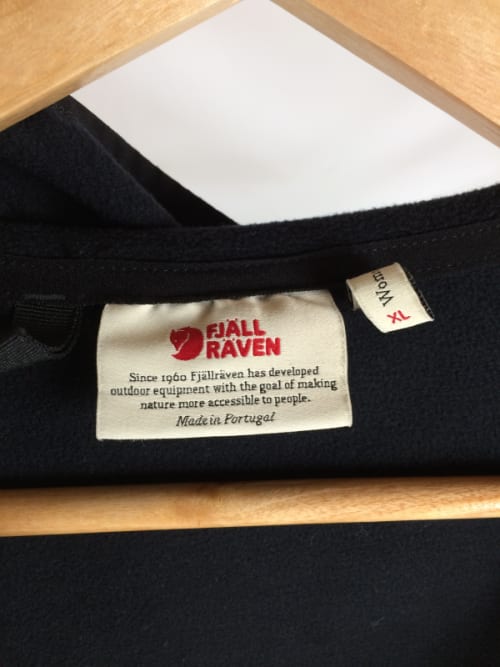 FJÄLL
RÄVEN
Since 1960 Fjällräven has developed
outdoor equipment with the goal of making
nature more accessible to people.
Made in Portugal
XL